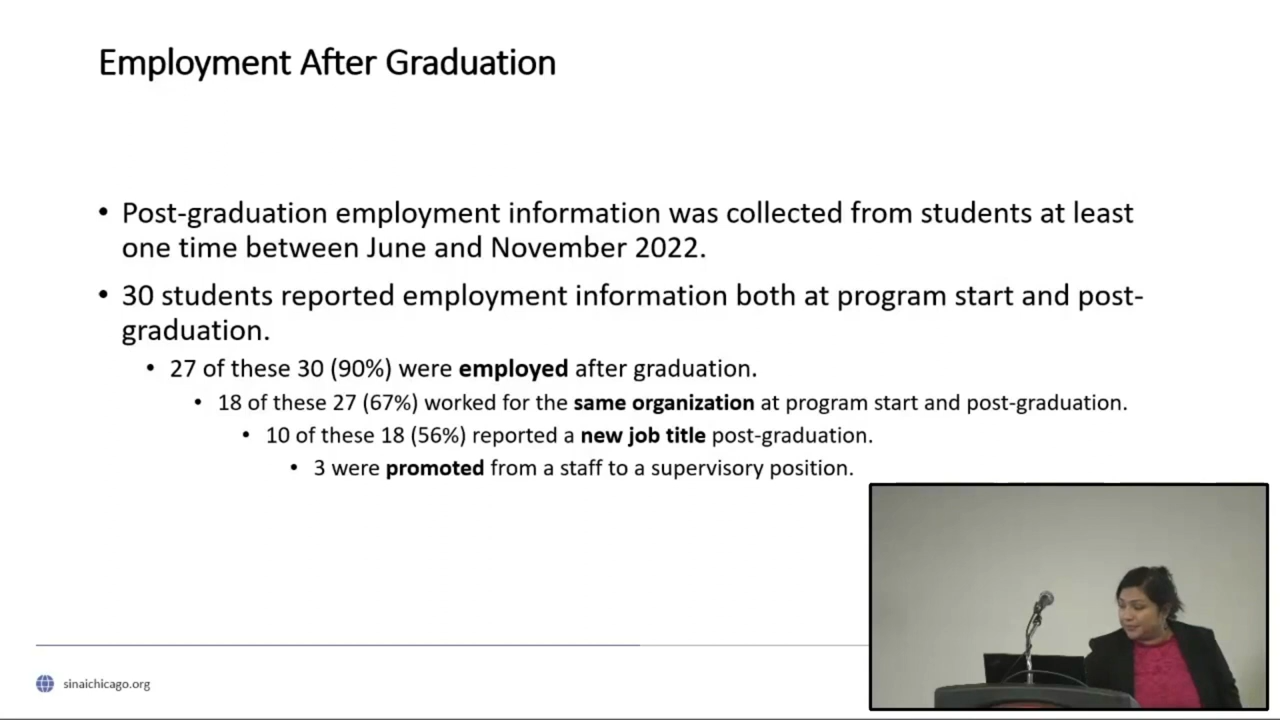 Employment After Graduation
• Post-graduation employment information was collected from students at least
one time between June and November 2022.
• 30 students reported employment information both at program start and post-
graduation.
• 27 of these 30 (90%) were employed after graduation.
• 18 of these 27 (67%) worked for the same organization at program start and post-graduation.
• 10 of these 18 (56%) reported a new job title post-graduation.
• 3 were promoted from a staff to a supervisory position.
sinaichicago.org